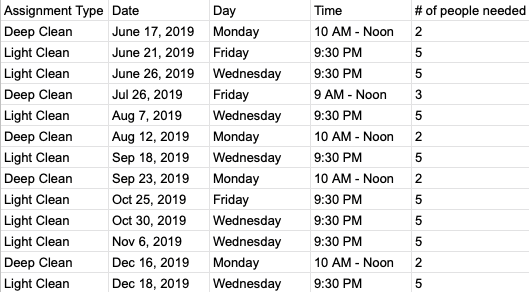 Assignment Type Date Day Time # of people needed
Deep Clean June 17, 2019 Monday 10 AM - Noon 2
Light Clean June 21, 2019 Friday 9:30 PM 5
Light Clean June 26, 2019 Wednesday 9:30 PM 5
Deep Clean Jul 26, 2019 Friday 9 AM - Noon 3
Light Clean Aug 7, 2019 Wednesday 9:30 PM 5
Deep Clean Aug 12, 2019 Monday 10 AM - Noon 2
Light Clean Sep 18, 2019 Wednesday 9:30 PM 5
Deep Clean Sep 23, 2019 Monday 10 AM - Noon 2
Light Clean Oct 25, 2019 Friday 9:30 PM 5
Light Clean Oct 30, 2019 Wednesday 9:30 PM 5
Light Clean Nov 6, 2019 Wednesday 9:30 PM 5
Deep Clean Dec 16, 2019 Monday 10 AM - Noon 2
Light Clean Dec 18, 2019 Wednesday 9:30 PM 5